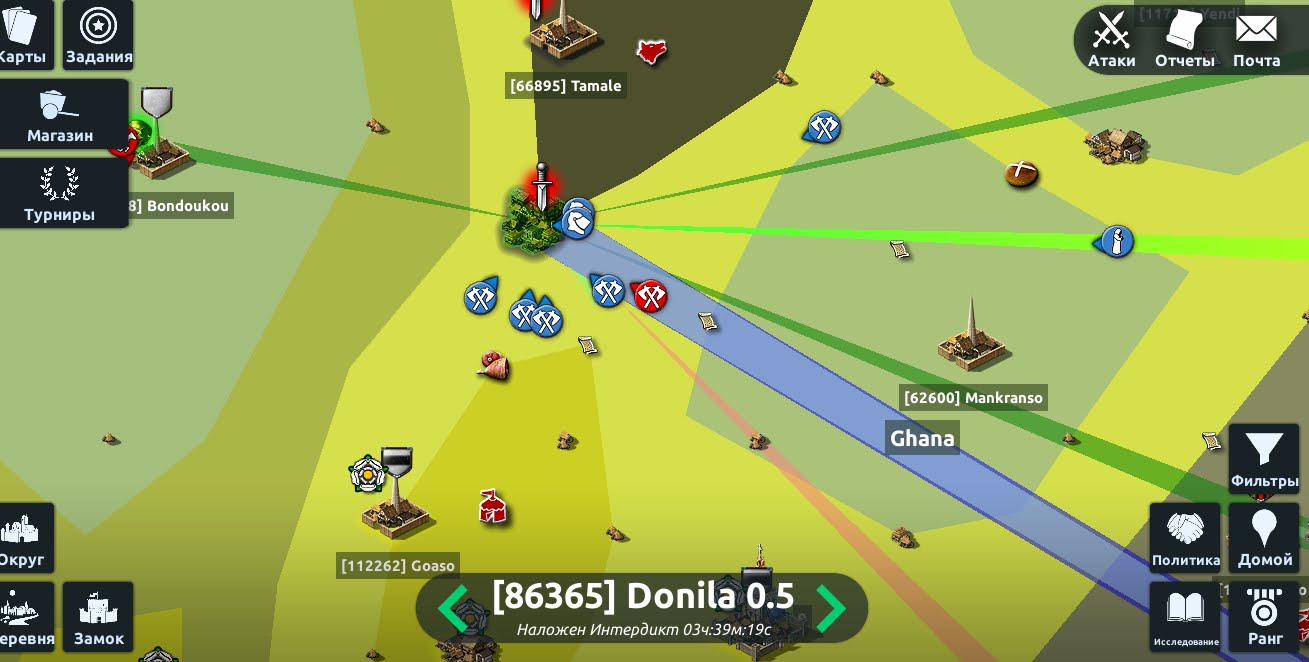 Карты
Задания
[66895] Tamale
Yendi
Атаки
Отчеты
Почта
Магазин
Турниры
8] Bondoukou
[62600] Mankranso
Ghana
Фильтры
Округ
Политика
Домой
[112262] Goaso
[86365] Donila 0.5
Наложен Интердикт 03ч:39м:19с
еревня
Замок
Исследование
Ранг